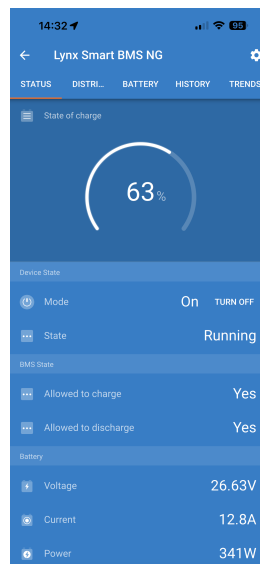 14:32
95
Lynx Smart BMS NG
STATUS DISTRI... BATTERY HISTORY TRENDS
State of charge
63%
Device State
Mode On TURN OFF
State Running
BMS State
Allowed to charge Yes
Allowed to discharge Yes
Battery
Voltage 26.63V
Current 12.8A
Power 341W